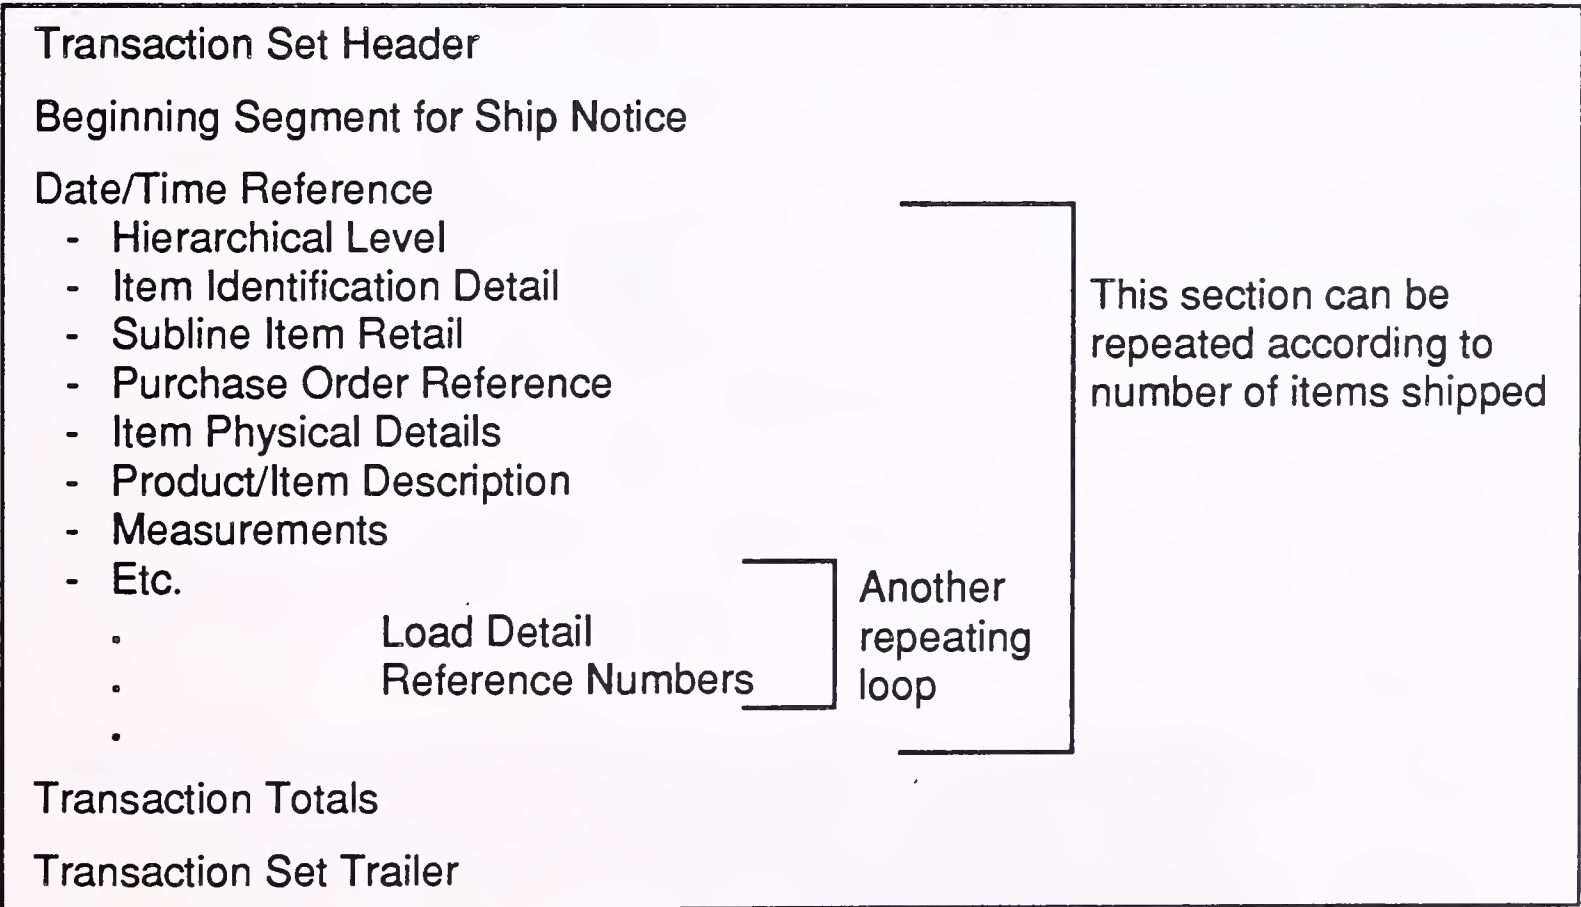 Transaction Set Header
Beginning Segment for Ship Notice
Date/Time Reference
- Hierarchical Level
- Item Identification Detail
- Subline Item Retail
- Purchase Order Reference
- Item Physical Details
- Product/Item Description
- Measurements
- Etc.
. Load Detail
. Reference Numbers
.
Another
repeating
loop
This section can be
repeated according to
number of items shipped
Transaction Totals
Transaction Set Trailer